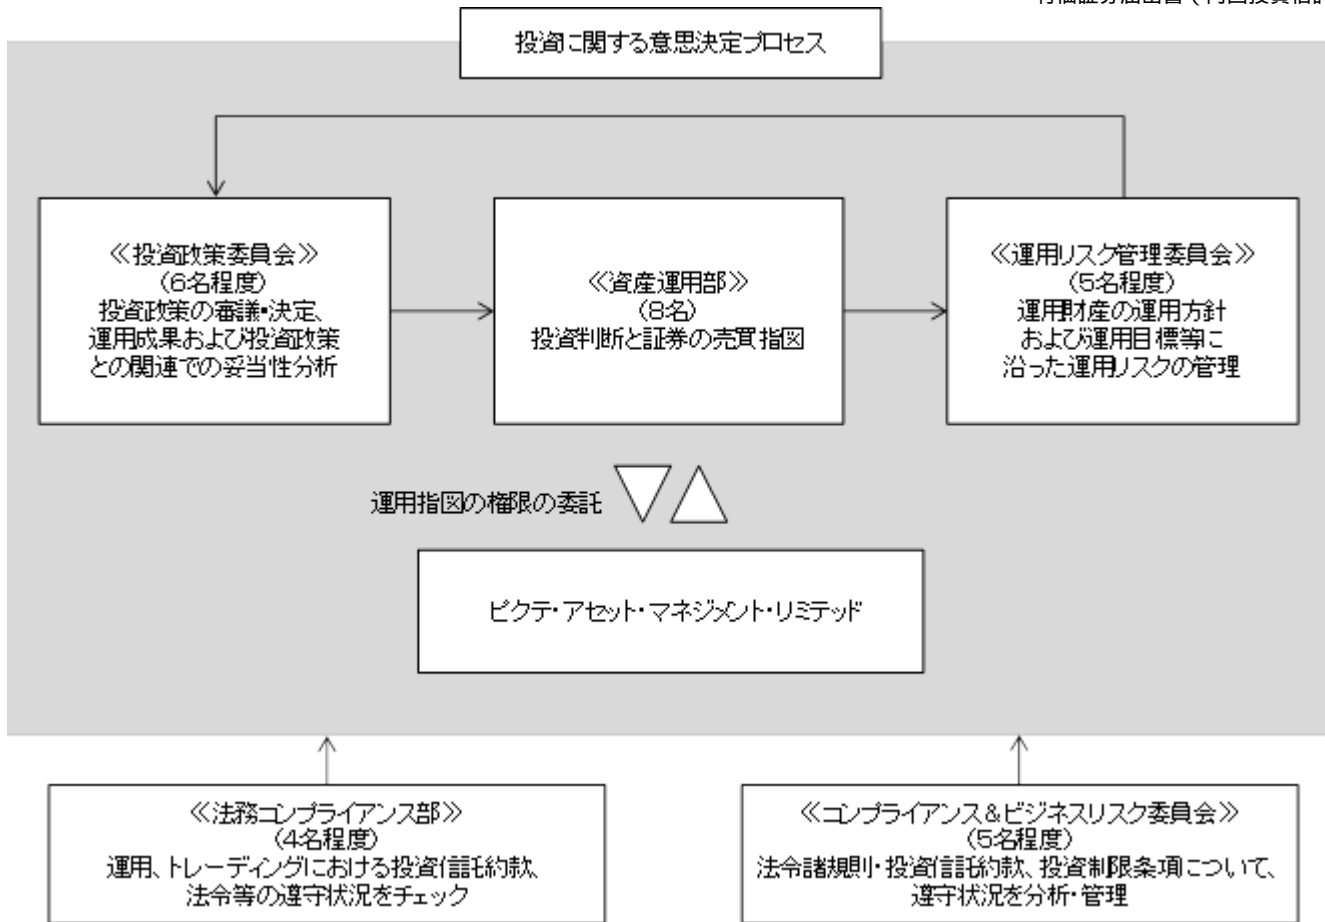 投資に関する意思決定プロセス
≪投資政策委員会≫
(6名程度)
投資政策の審議・決定、
運用成果および投資政策
との関連での妥当性分析
≪資産運用部≫
(8名)
投資判断と証券の売買指図
≪運用リスク管理委員会≫
(5名程度)
運用財産の運用方針
および運用目標等に
沿った運用リスクの管理
運用指図の権限の委託
ピクテ・アセット・マネジメント・リミテッド
≪法務コンプライアンス部≫
(4名程度)
運用、トレーディングにおける投資信託約款、
法令等の遵守状況をチェック
≪コンプライアンス&ビジネスリスク委員会≫
(5名程度)
法令諸規則・投資信託約款、投資制限条項について、
遵守状況を分析・管理